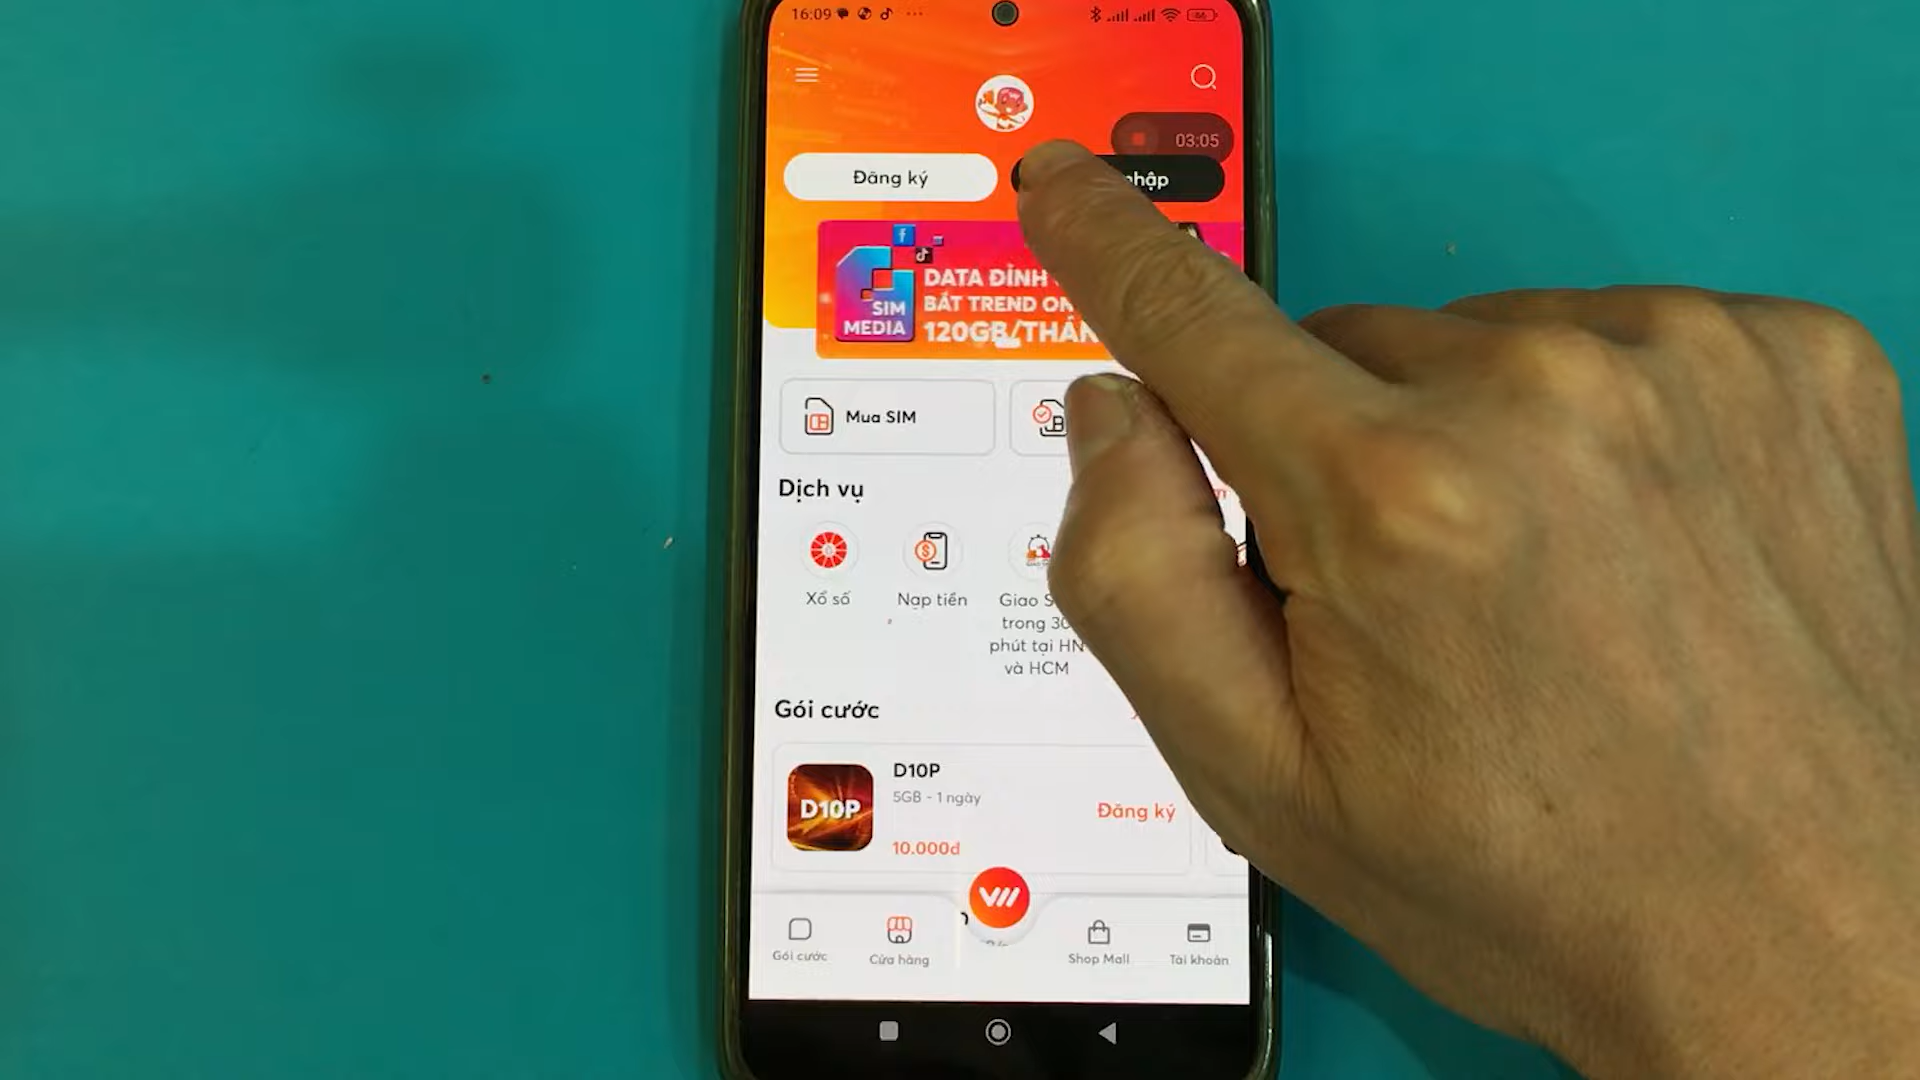 16:09
66
03:05
Đăng ký
nhập
SIM
MEDIA
DATA ĐỈNH
BẮT TREND
120GB/THÁN
Mua SIM
Dịch vụ
Xổ số
Nạp tiền
Giao
trong
phút tại HN
và HCM
Gói cước
D10P
D10P
5GB - 1 ngày
Đăng ký
10.000đ
Gói cước
Cửa hàng
Shop Mall
Tài khoản